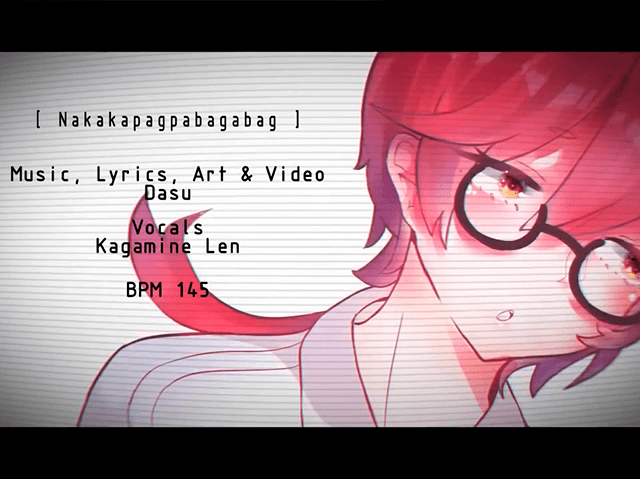 [ Nakakapagpabagabag ]
Music, Lyrics, Art & Video
Dasu
Vocals
Kagamine Len
BPM 145